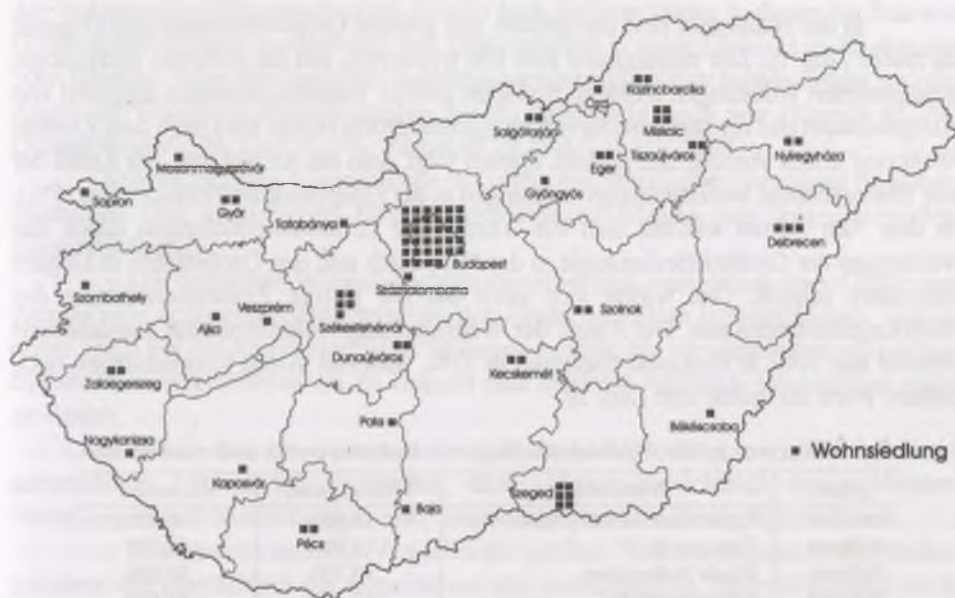 Kazincbarcika
Ózd
Salgótarján
Miskolc
Nyíregyháza
Eger
Tiszaújváros
Mosonmagyaróvár
Gyöngyös
Sopron
Győr
Tatabánya
Debrecen
Budapest
Százhalombatta
Szombathely
Veszprém
Ajka
Székesfehérvár
Szolnok
Dunaújváros
Kecskemét
Zalaegerszeg
Paks
Békéscsaba
Nagykanizsa
Wohnsiedlung
Kaposvár
Szeged
Baja
Pécs